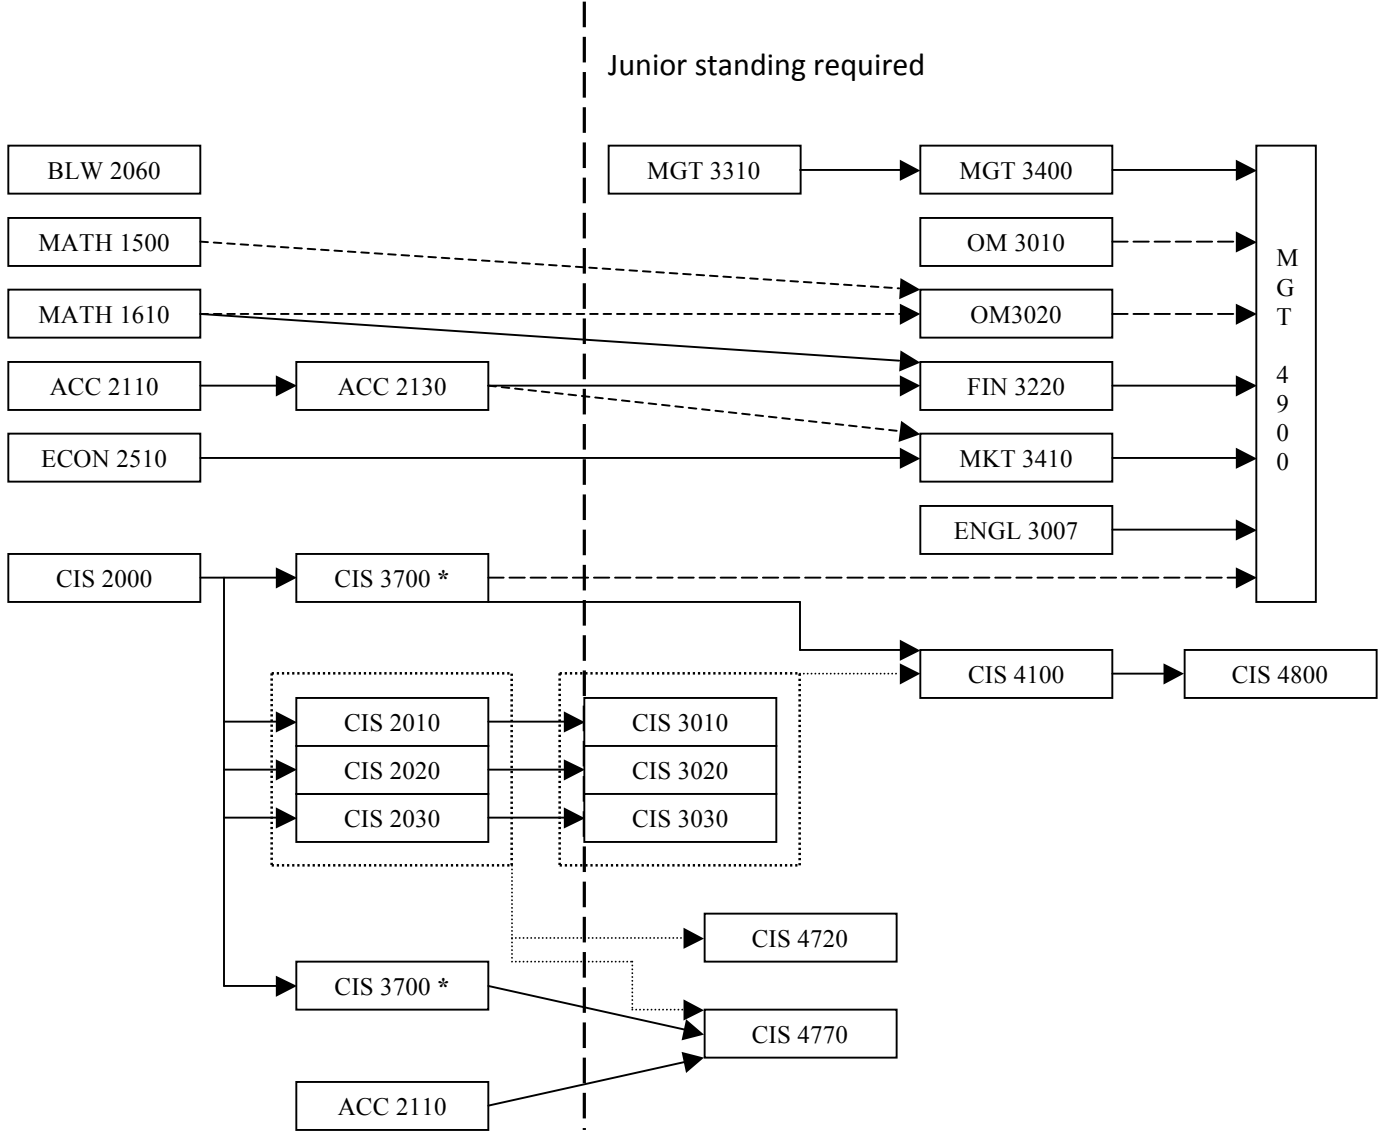 Junior standing required
BLW 2060
MGT 3310
MGT 3400
MATH 1500
OM 3010
MATH 1610
OM3020
ACC 2110
ACC 2130
FIN 3220
ECON 2510
MKT 3410
ENGL 3007
M
G
T
4
9
0
0
CIS 2000
CIS 3700 *
CIS 4100
CIS 4800
CIS 2010
CIS 3010
CIS 2020
CIS 3020
CIS 2030
CIS 3030
CIS 4720
CIS 3700 *
CIS 4770
ACC 2110